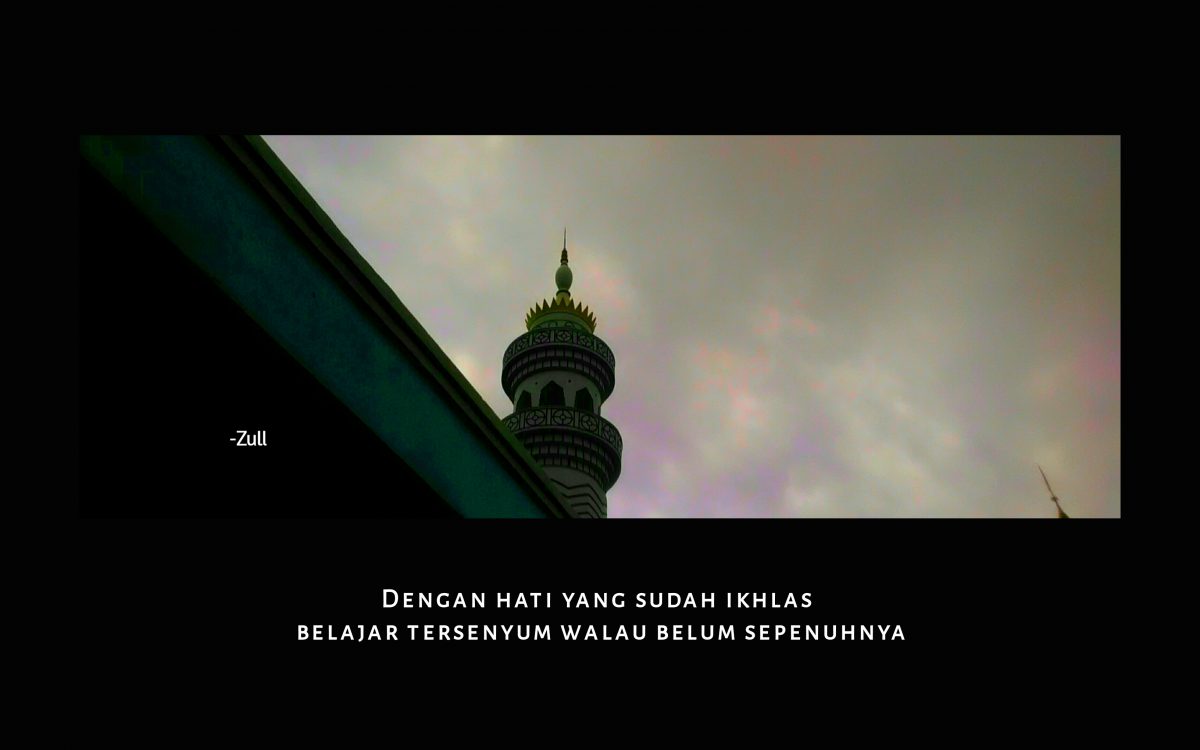 -Zull
Dengan hati yang sudah ikhlas
belajar tersenyum walau belum sepenuhnya